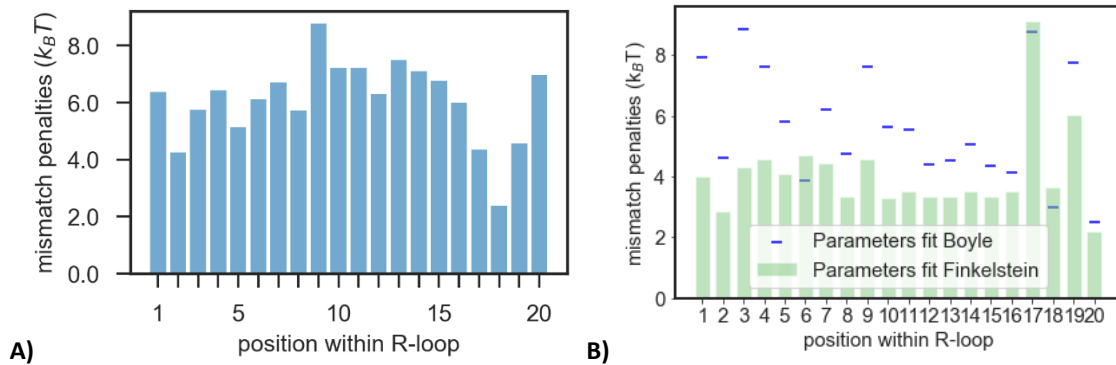 mismatch penalties (k_BT)
8.0
6.0
4.0
2.0
0.0
1 5 10 15 20
position within R-loop
A)
mismatch penalties (k_BT)
8
6
4
2
0
Parameters fit Boyle
Parameters fit Finkelstein
1 2 3 4 5 6 7 8 9 10 11 12 13 14 15 16 17 18 19 20
position within R-loop
B)